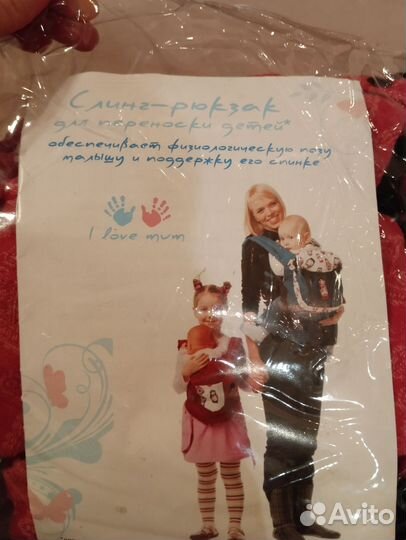 Слинг-рюкзак
для переноски детей*
обеспечивает физиологическую позу
малышу и поддержку его спинке
I love mum
Avito